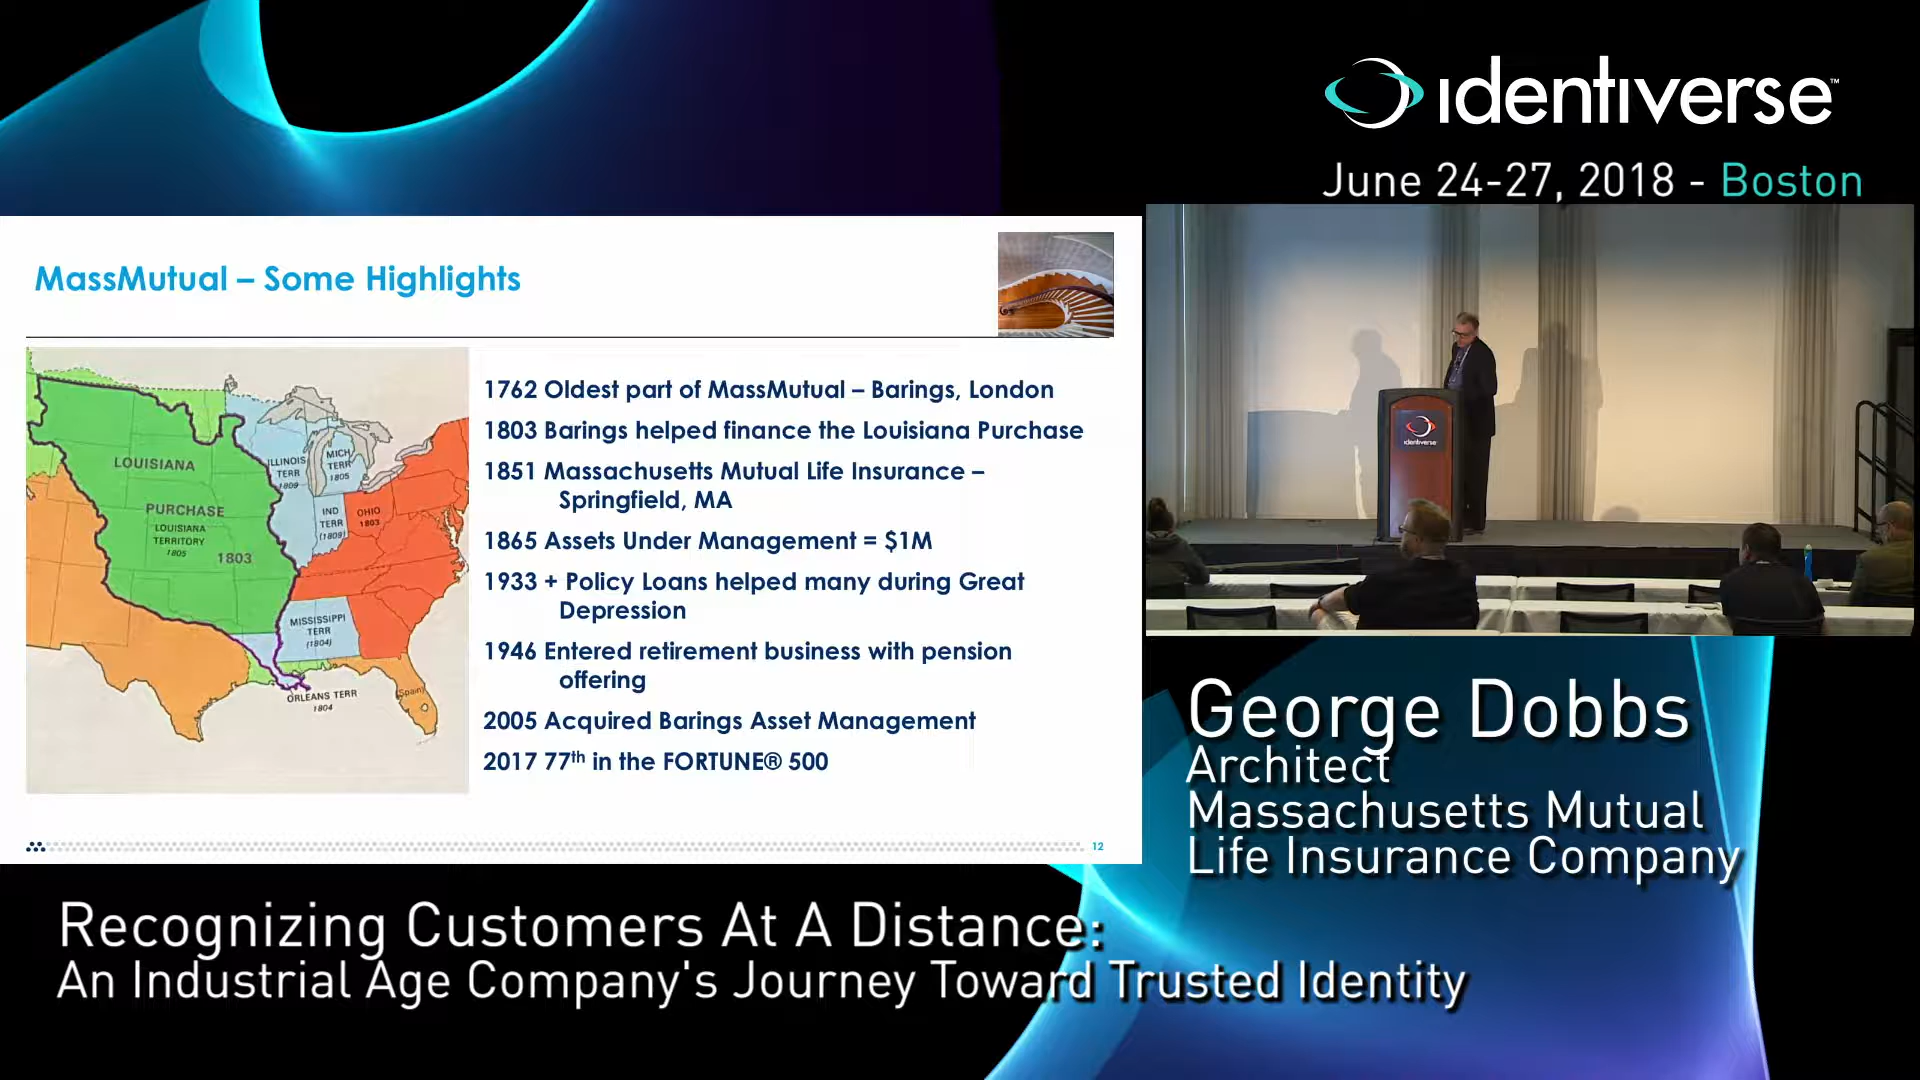 identiverse™
June 24-27, 2018 - Boston
MassMutual – Some Highlights
LOUISIANA
PURCHASE
LOUISIANA
TERRITORY
1805
1803
ILLINOIS
TERR
1809
MICH
TERR
1805
IND
TERR
(1809)
OHIO
1803
MISSISSIPPI
TERR
(1804)
ORLEANS TERR
1804
(Spain)
1762 Oldest part of MassMutual – Barings, London
1803 Barings helped finance the Louisiana Purchase
1851 Massachusetts Mutual Life Insurance –
Springfield, MA
1865 Assets Under Management = $1M
1933 + Policy Loans helped many during Great
Depression
1946 Entered retirement business with pension
offering
2005 Acquired Barings Asset Management
2017 77th in the FORTUNE® 500
12
identiverse
George Dobbs
Architect
Massachusetts Mutual
Life Insurance Company
Recognizing Customers At A Distance:
An Industrial Age Company's Journey Toward Trusted Identity